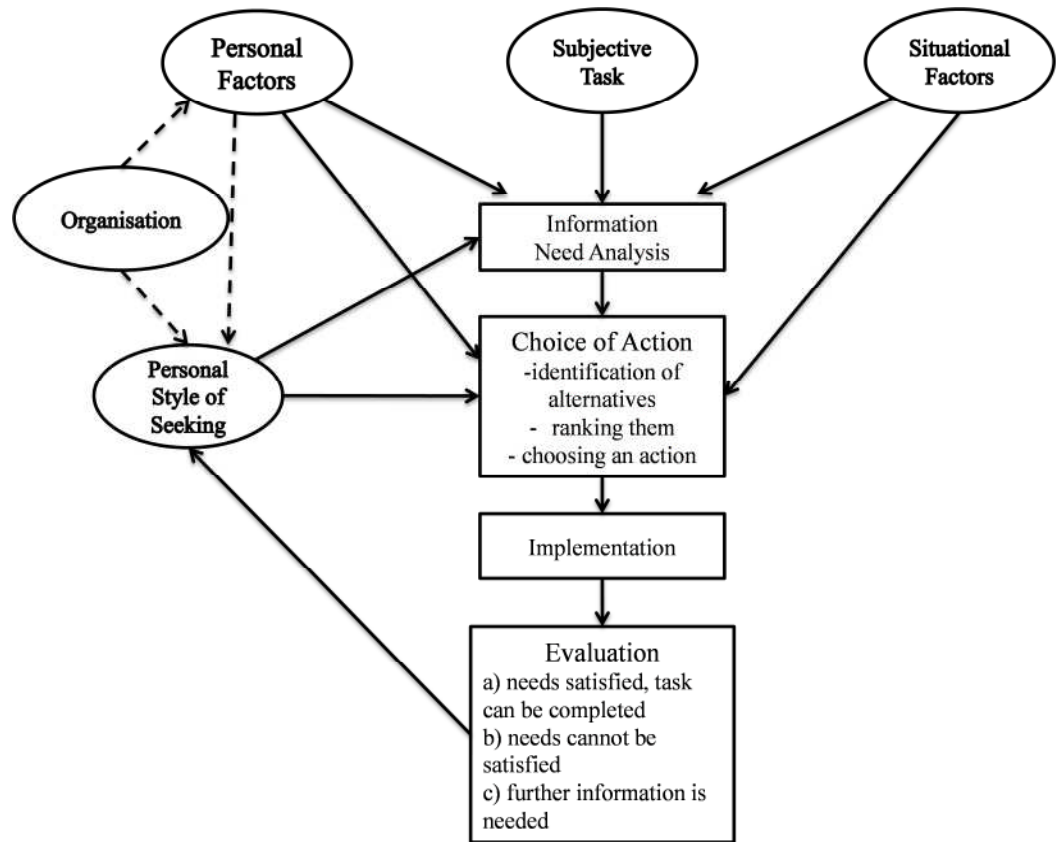 Personal
Factors
Subjective
Task
Situational
Factors
Organisation
Information
Need Analysis
Personal
Style of
Seeking
Choice of Action
-identification of
alternatives
- ranking them
- choosing an action
Implementation
Evaluation
a) needs satisfied, task
can be completed
b) needs cannot be
satisfied
c) further information is
needed